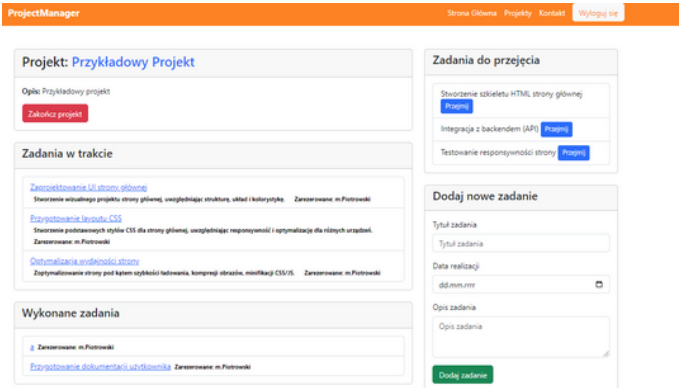 ProjectManager
Strona Główna Projekty Kontakt Wyloguj się
Projekt: Przykładowy Projekt
Opis: Przykładowy projekt
Zakończ projekt
Zadania w trakcie
Zaprojektowanie UI strony głównej
Stworzenie wizualnego projektu strony głównej, uwzględniając strukturę, układ i kolorystykę. Zarezerowane: m.Piotrowski
Przygotowanie layoutu CSS
Stworzenie podstawowych stylów CSS dla strony głównej, uwzględniając responsywność i optymalizację dla różnych urządzeń.
Zarezerowane: m.Piotrowski
Optymalizacja wydajności strony
Zoptymalizowanie strony pod kątem szybkości ładowania, kompresji obrazów, minifikacji CSS/JS. Zarezerowane: m.Piotrowski
Wykonane zadania
a Zarezerowane: m.Piotrowski
Przygotowanie dokumentacji użytkownika Zarezerowane: m.Piotrowski
Zadania do przejęcia
Stworzenie szkieletu HTML strony głównej
Przejmij
Integracja z backendem (API) Przejmij
Testowanie responsywności strony Przejmij
Dodaj nowe zadanie
Tytuł zadania
Tytuł zadania
Data realizacji
dd.mm.rrrr
Opis zadania
Opis zadania
Dodaj zadanie